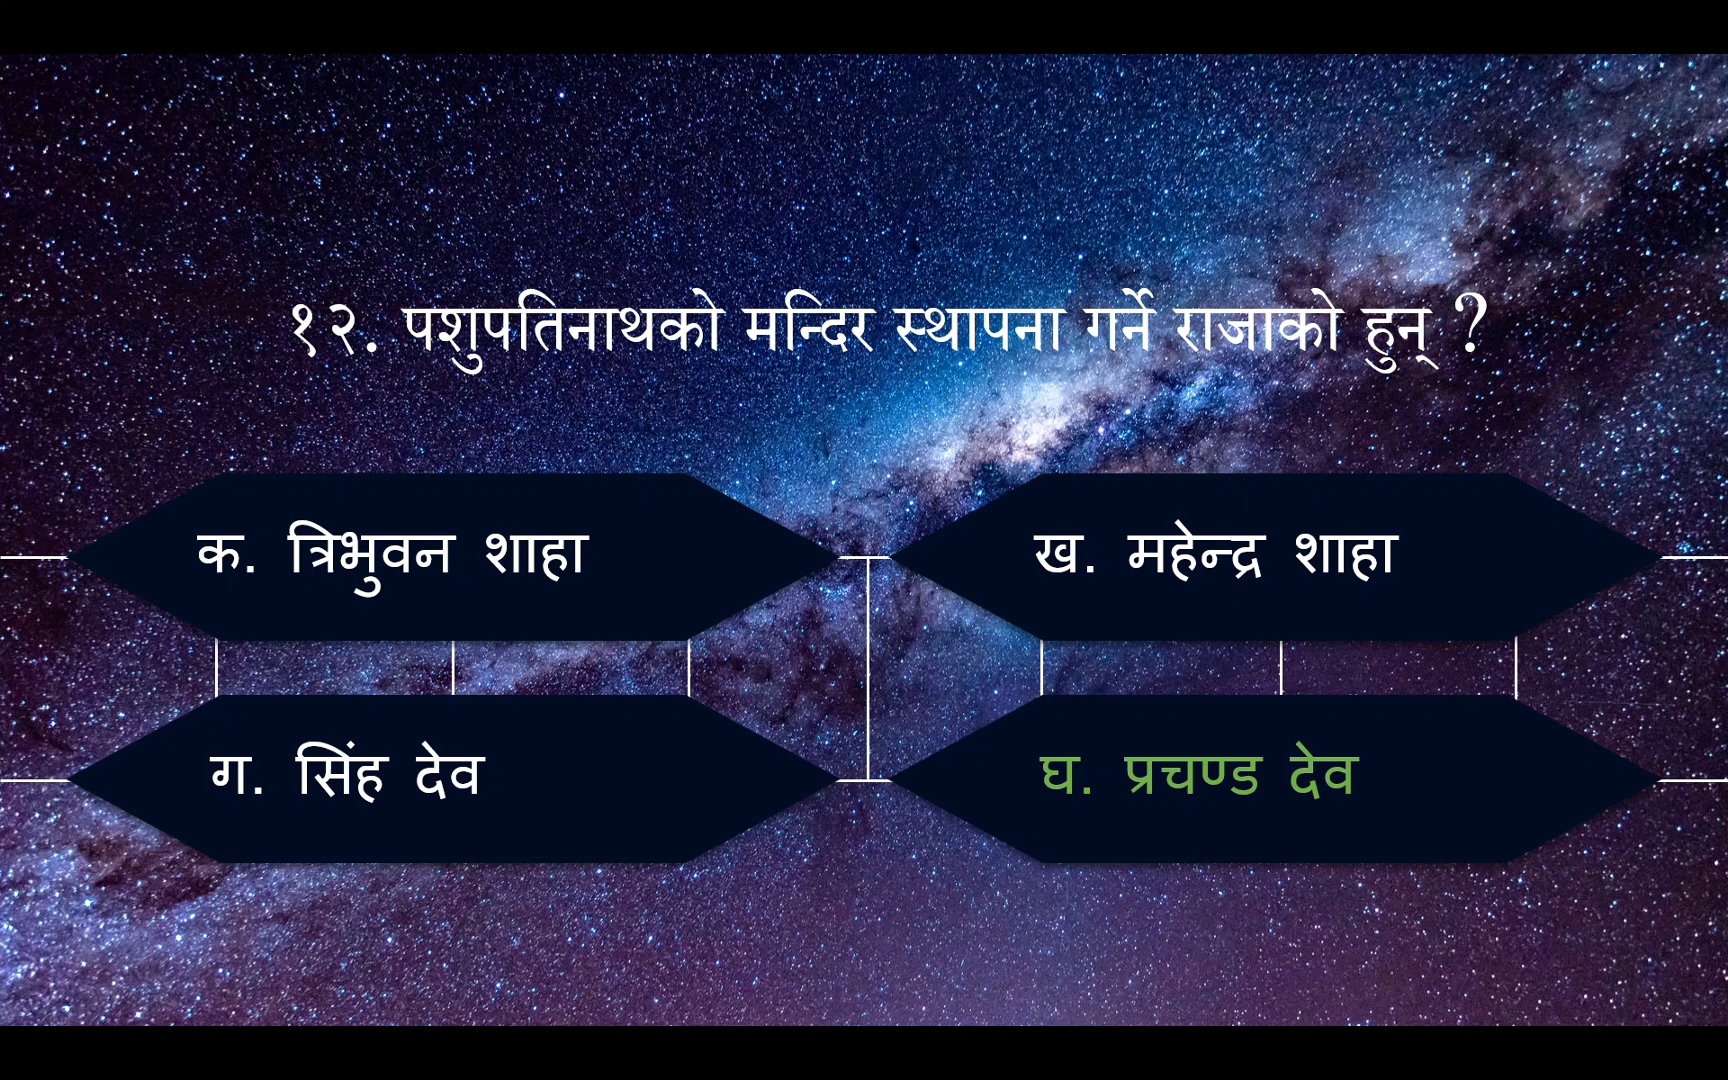 १२. पशुपतिनाथको मन्दिर स्थापना गर्ने राजाको हुन् ?
क. त्रिभुवन शाहा
ख. महेन्द्र शाहा
ग. सिंह देव
घ. प्रचण्ड देव